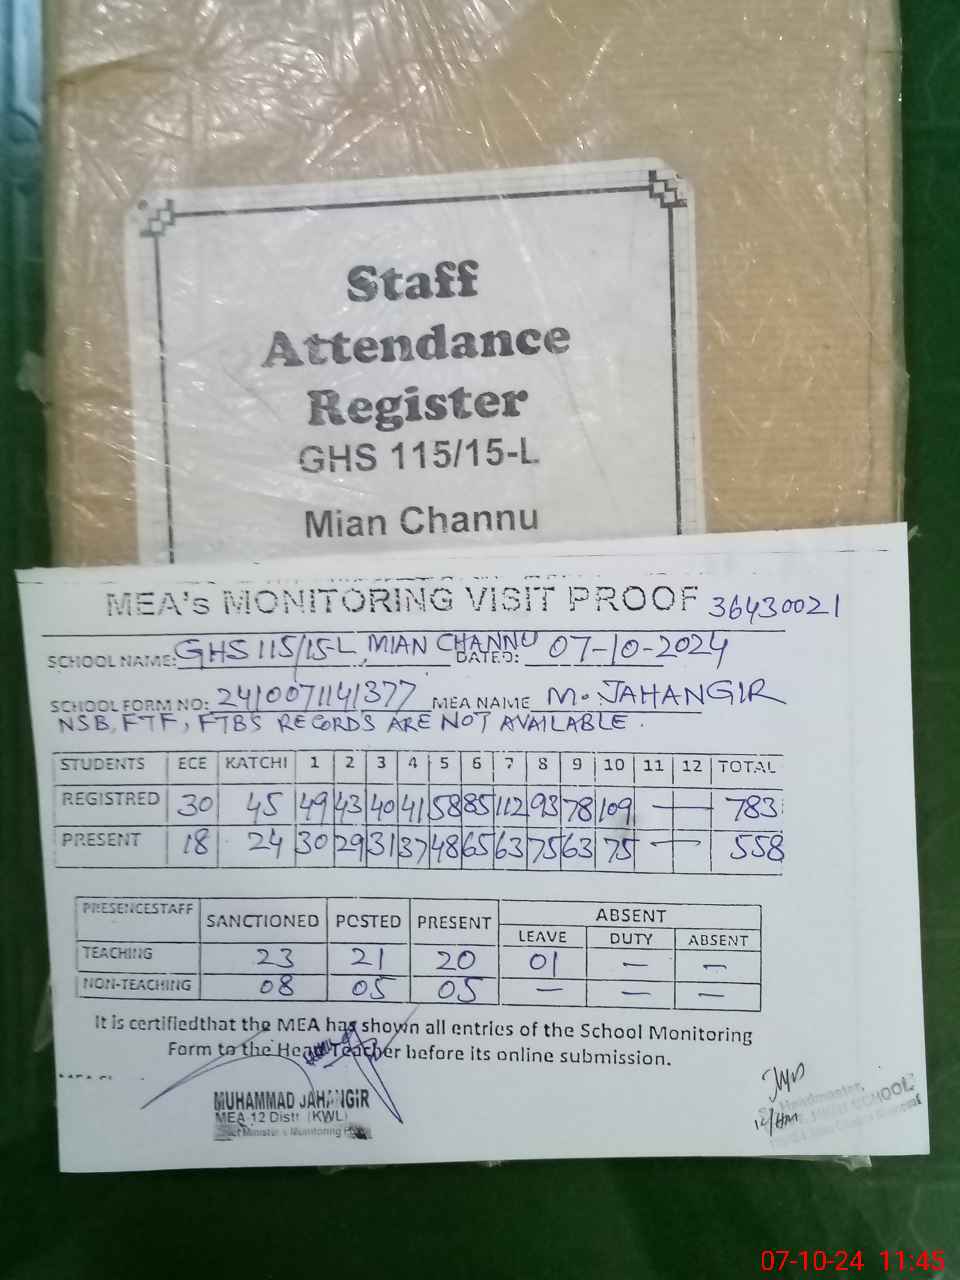 Staff
Attendance
Register
GHS 115/15-L
Mian Channu
MEA's MONITORING VISIT PROOF 36430021
SCHOOL NAME: GHS 115/15-L, MIAN CHANNU DATED: 07-10-2024
SCHOOL FORM NO: 2410071141377 MEA NAME M. JAHANGIR
NSB, FTF, FTBS RECORDS ARE NOT AVAILABLE.
STUDENTS ECE KATCHI 1 2 3 4 5 6 7 8 9 10 11 12 TOTAL
REGISTRED 30 45 49 43 40 41 58 85 112 93 78 109 — 783
PRESENT 18 24 30 29 31 37 48 65 63 75 63 75 — 558
PRESENCESTAFF SANCTIONED POSTED PRESENT ABSENT
LEAVE DUTY ABSENT
TEACHING 23 21 20 01 — —
NON-TEACHING 08 05 05 — — —
It is certifiedthat the MEA has shown all entries of the School Monitoring
Form to the Head Teacher before its online submission.
MUHAMMAD JAHANGIR
MEA 12 Distt (KWL)
Chief Minister's Monitoring
Headmaster,
SCHOOL
07-10-24 11:45